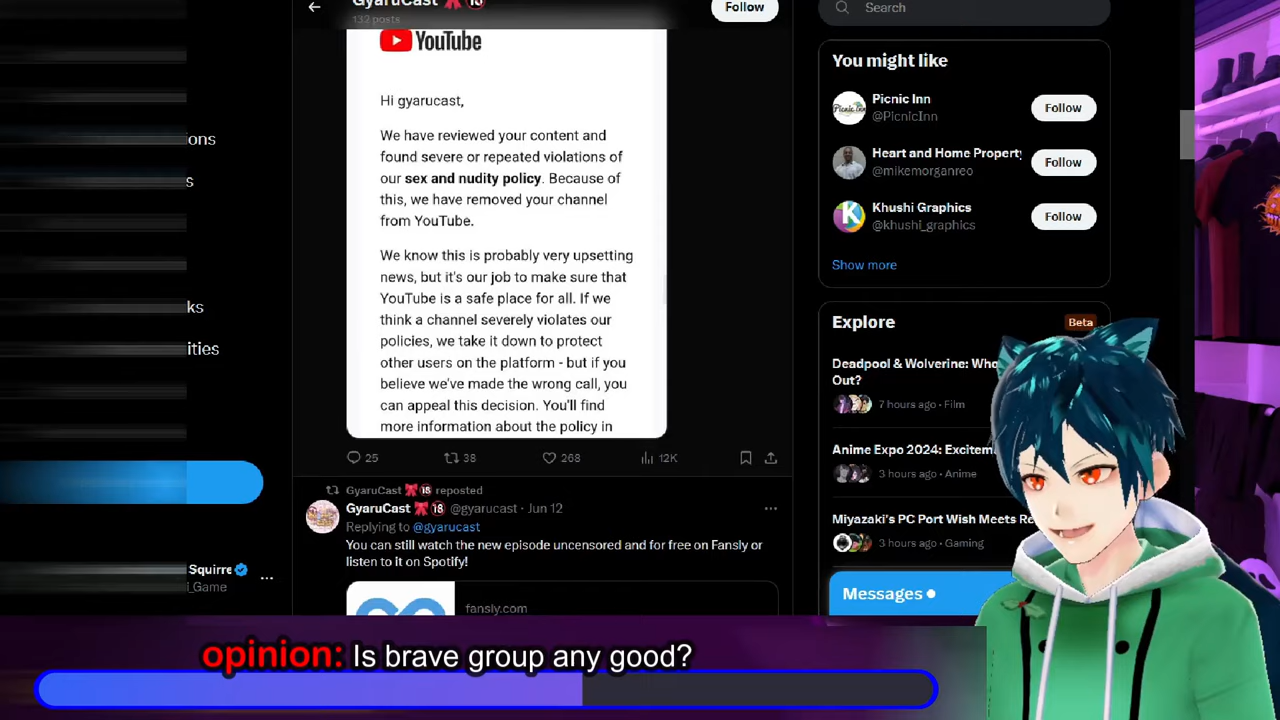 GyaruCast
132 posts
Follow
Search
YouTube
Hi gyarucast,
We have reviewed your content and
found severe or repeated violations of
our sex and nudity policy. Because of
this, we have removed your channel
from YouTube.
We know this is probably very upsetting
news, but it's our job to make sure that
YouTube is a safe place for all. If we
think a channel severely violates our
policies, we take it down to protect
other users on the platform - but if you
believe we've made the wrong call, you
can appeal this decision. You'll find
more information about the policy in
25 38 268 12K
GyaruCast 🎀🔞 reposted
GyaruCast 🎀🔞 @gyarucast · Jun 12
Replying to @gyarucast
You can still watch the new episode uncensored and for free on Fansly or
listen to it on Spotify!
fansly.com
ons
s
ks
ities
Squirre
i_Game
You might like
Picnic Inn
@PicnicInn
Follow
Heart and Home Property
@mikemorganreo
Follow
Khushi Graphics
@khushi_graphics
Follow
Show more
Explore
Beta
Deadpool & Wolverine: Who
Out?
7 hours ago · Film
Anime Expo 2024: Excitem
3 hours ago · Anime
Miyazaki's PC Port Wish Meets Re
3 hours ago · Gaming
Messages
opinion: Is brave group any good?